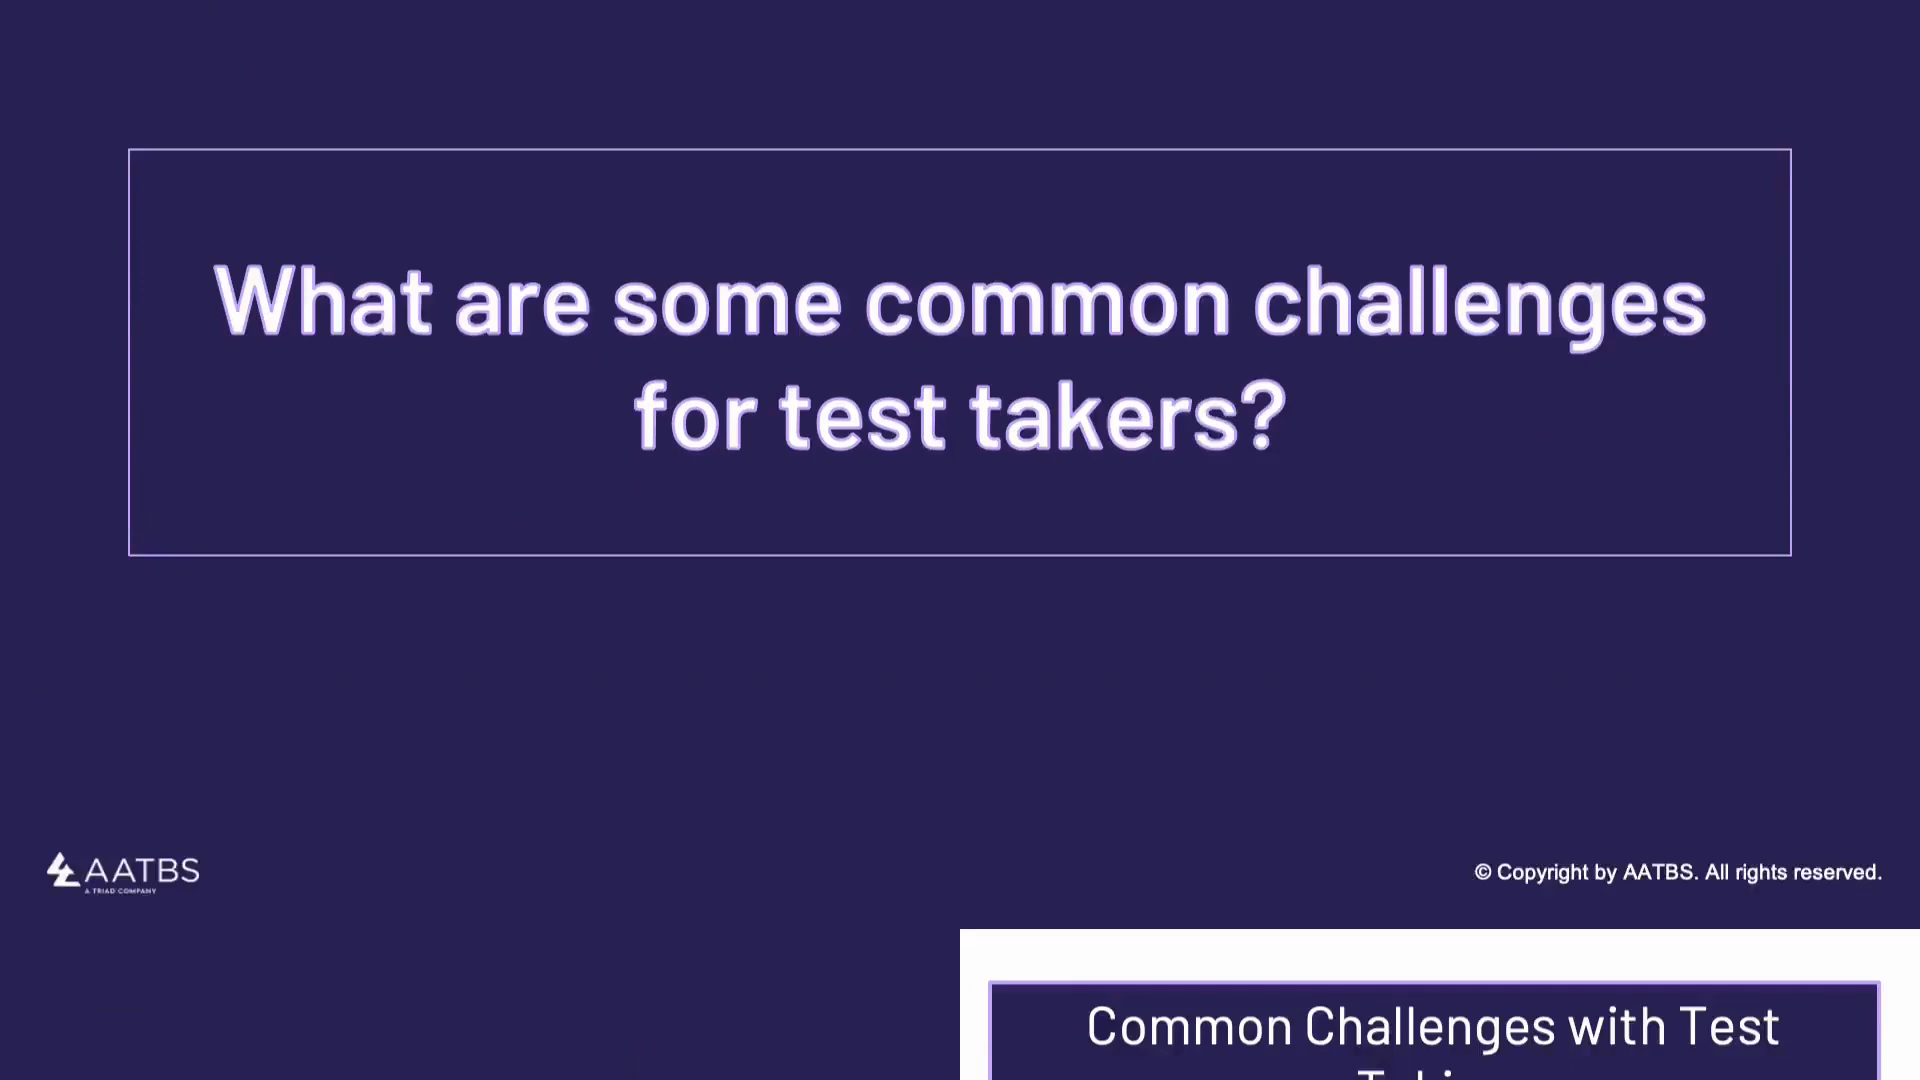 What are some common challenges
for test takers?
AATBS
A TRIAD COMPANY
© Copyright by AATBS. All rights reserved.
Common Challenges with Test